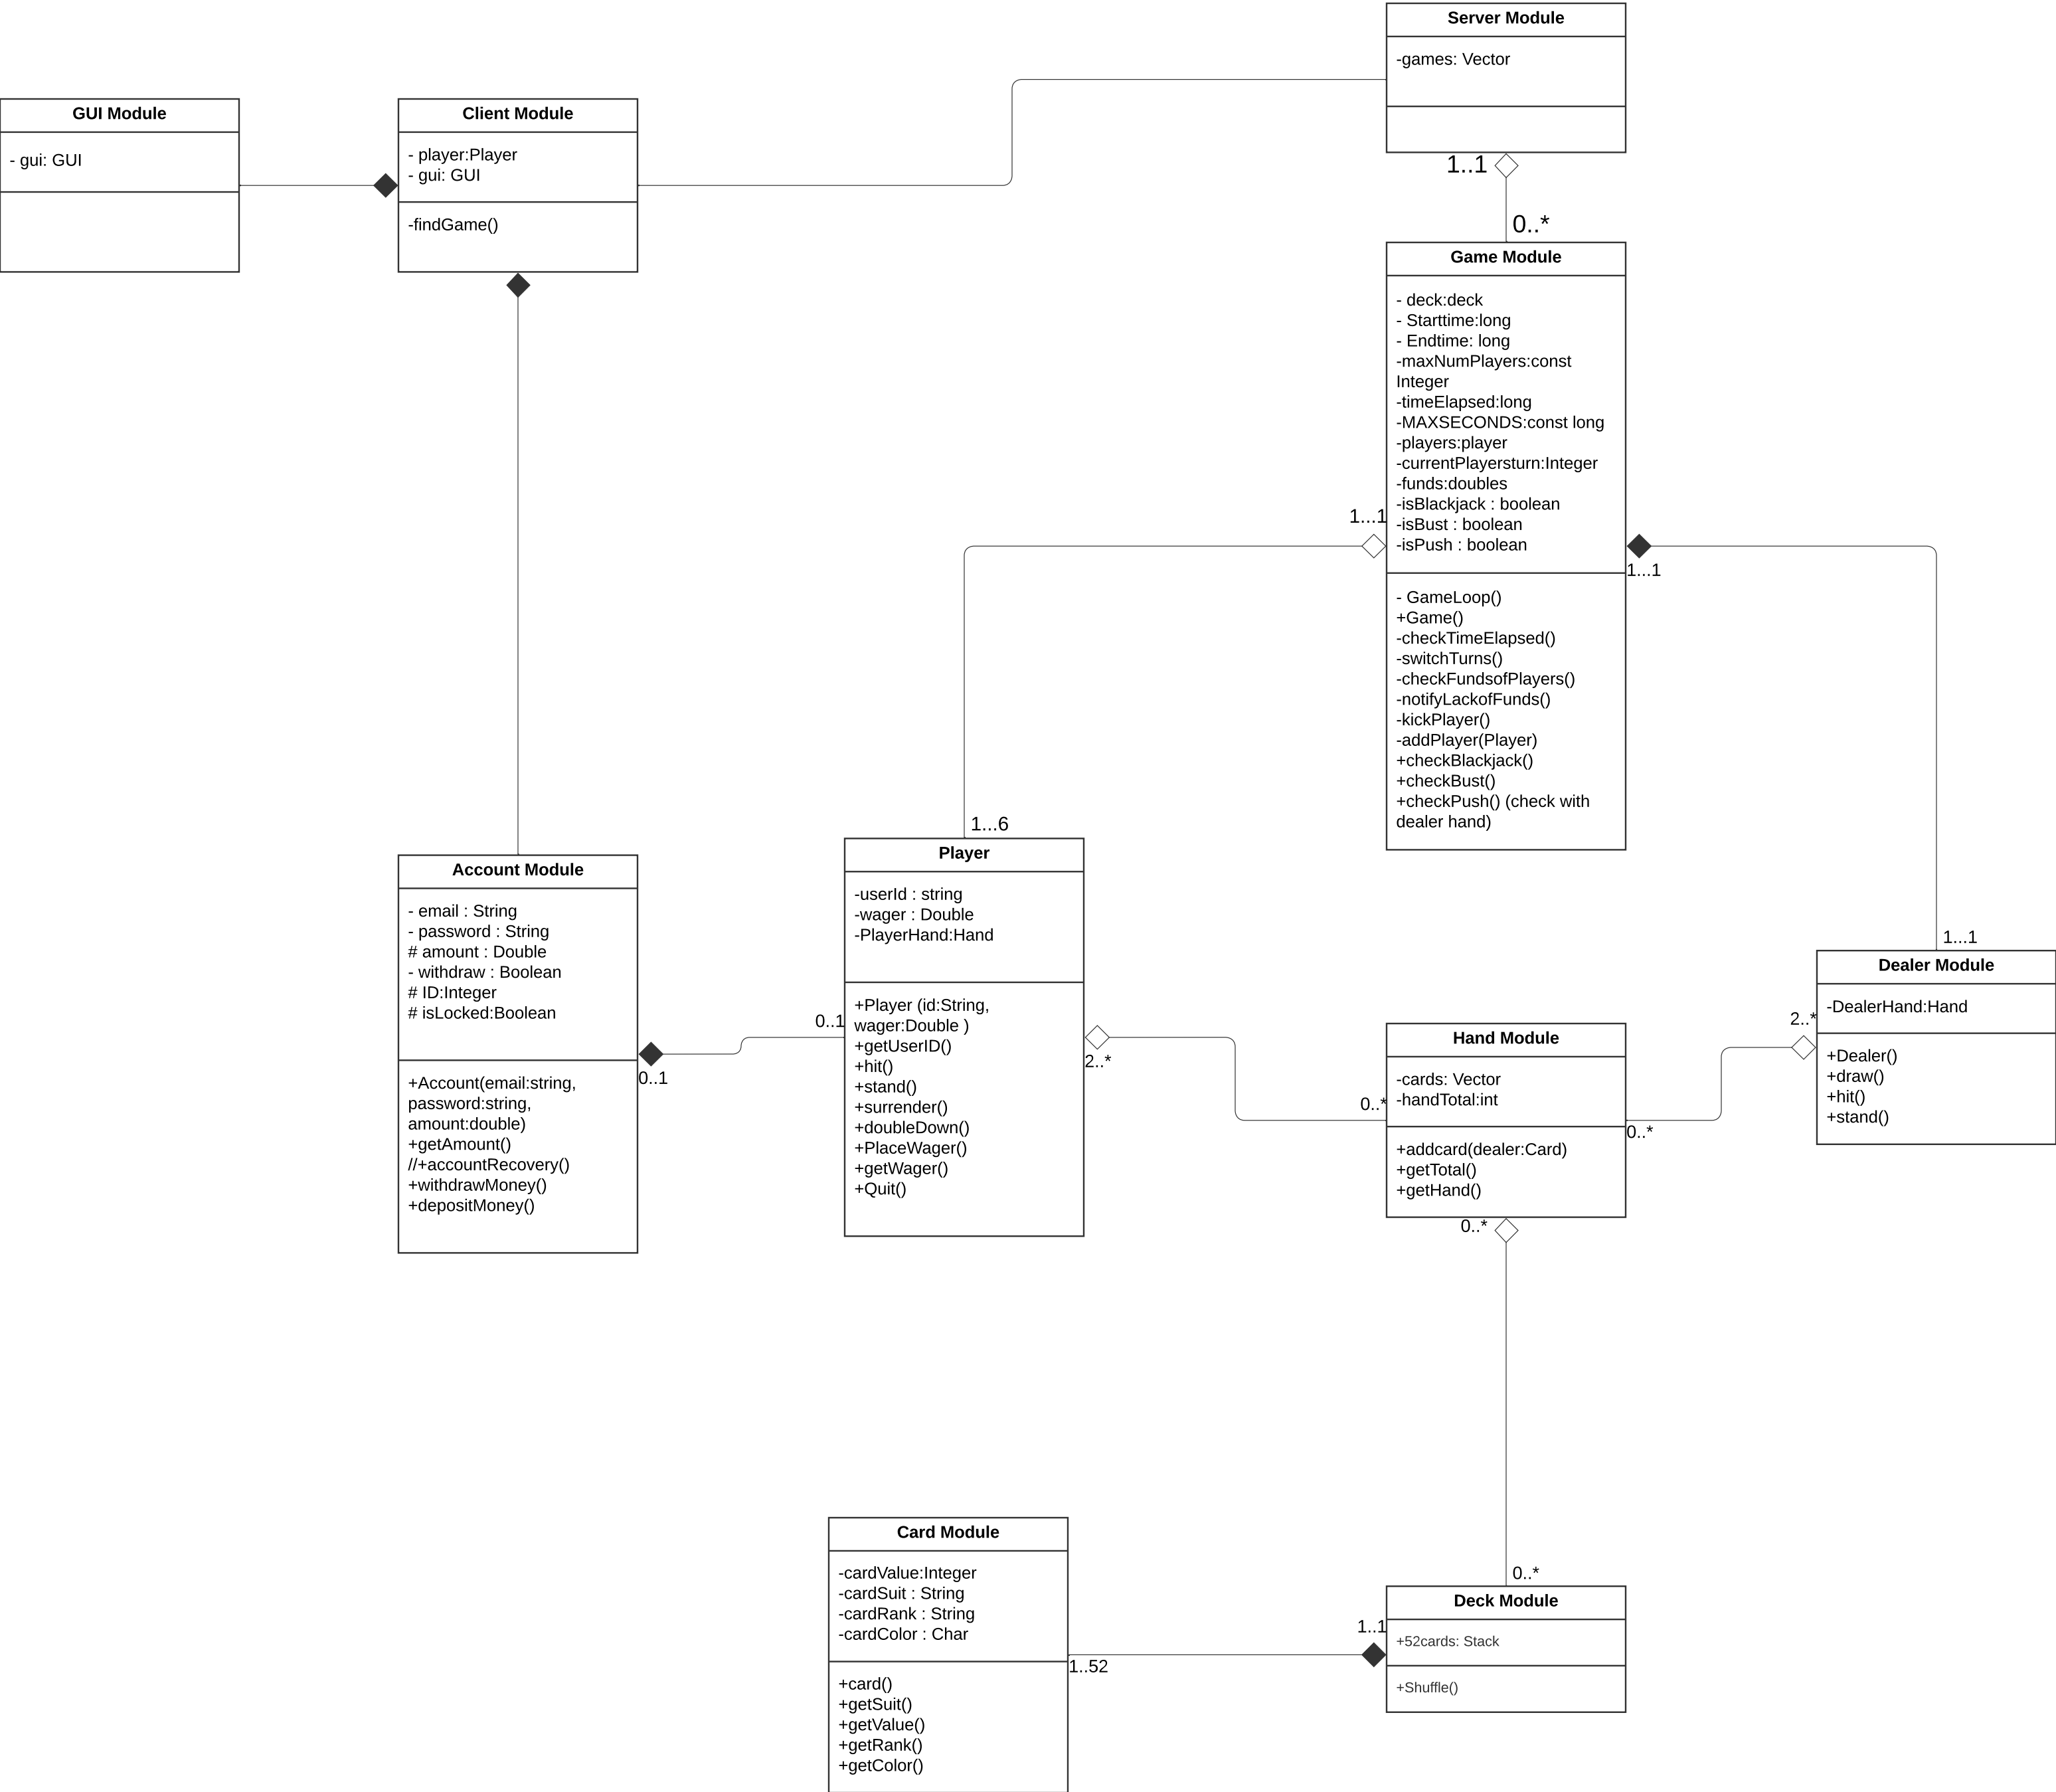 Server Module
-games: Vector
GUI Module
- gui: GUI
Client Module
- player:Player
- gui: GUI
-findGame()
1..1
0..*
Game Module
- deck:deck
- Starttime:long
- Endtime: long
-maxNumPlayers:const
Integer
-timeElapsed:long
-MAXSECONDS:const long
-players:player
-currentPlayersturn:Integer
-funds:doubles
-isBlackjack : boolean
-isBust : boolean
-isPush : boolean
- GameLoop()
+Game()
-checkTimeElapsed()
-switchTurns()
-checkFundsofPlayers()
-notifyLackofFunds()
-kickPlayer()
-addPlayer(Player)
+checkBlackjack()
+checkBust()
+checkPush() (check with
dealer hand)
1...1
1...1
1...6
1...1
Account Module
- email : String
- password : String
# amount : Double
- withdraw : Boolean
# ID:Integer
# isLocked:Boolean
+Account(email:string,
password:string,
amount:double)
+getAmount()
//+accountRecovery()
+withdrawMoney()
+depositMoney()
0..1
0..1
Player
-userId : string
-wager : Double
-PlayerHand:Hand
+Player (id:String,
wager:Double )
+getUserID()
+hit()
+stand()
+surrender()
+doubleDown()
+PlaceWager()
+getWager()
+Quit()
2..*
0..*
Hand Module
-cards: Vector
-handTotal:int
+addcard(dealer:Card)
+getTotal()
+getHand()
0..*
2..*
Dealer Module
-DealerHand:Hand
+Dealer()
+draw()
+hit()
+stand()
0..*
0..*
Card Module
-cardValue:Integer
-cardSuit : String
-cardRank : String
-cardColor : Char
+card()
+getSuit()
+getValue()
+getRank()
+getColor()
1..52
1..1
Deck Module
+52cards: Stack
+Shuffle()